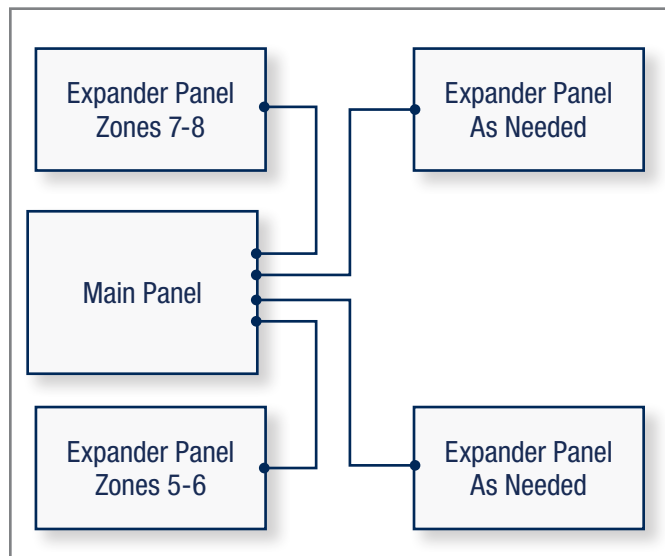 Expander Panel
Zones 7-8
Expander Panel
As Needed
Main Panel
Expander Panel
Zones 5-6
Expander Panel
As Needed